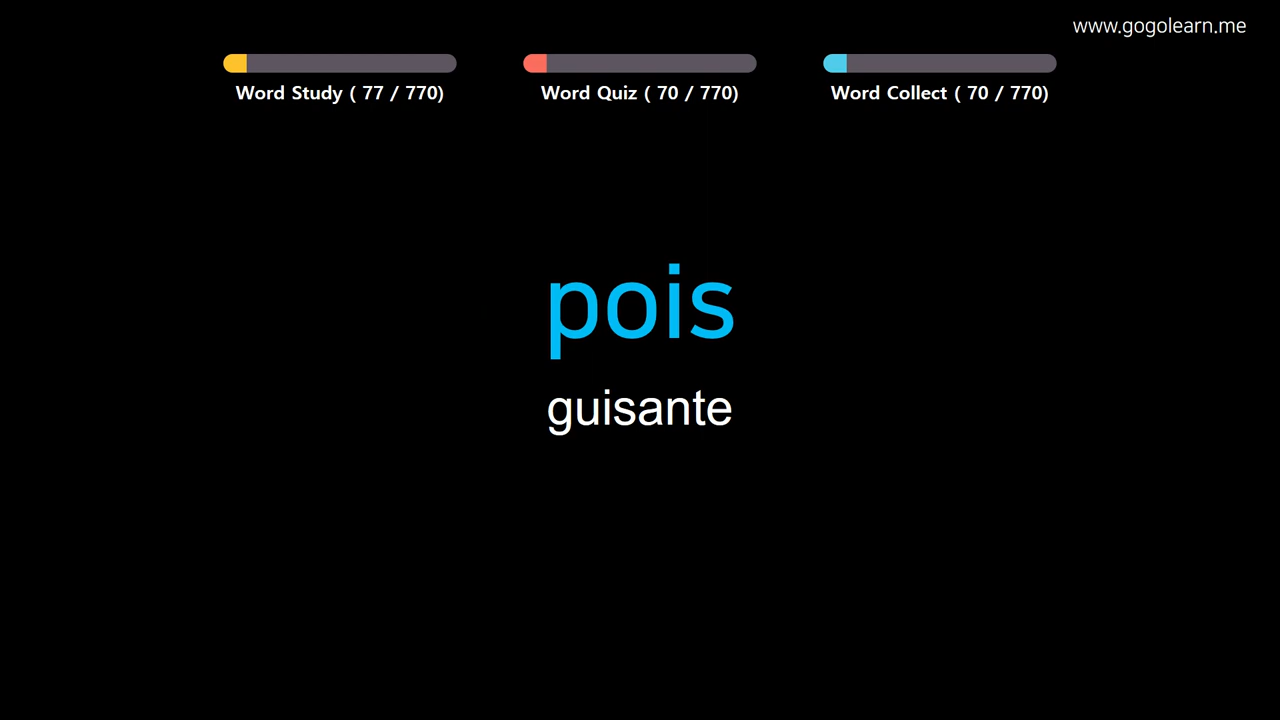 www.gogolearn.me
Word Study ( 77 / 770)
Word Quiz ( 70 / 770)
Word Collect ( 70 / 770)
pois
guisante